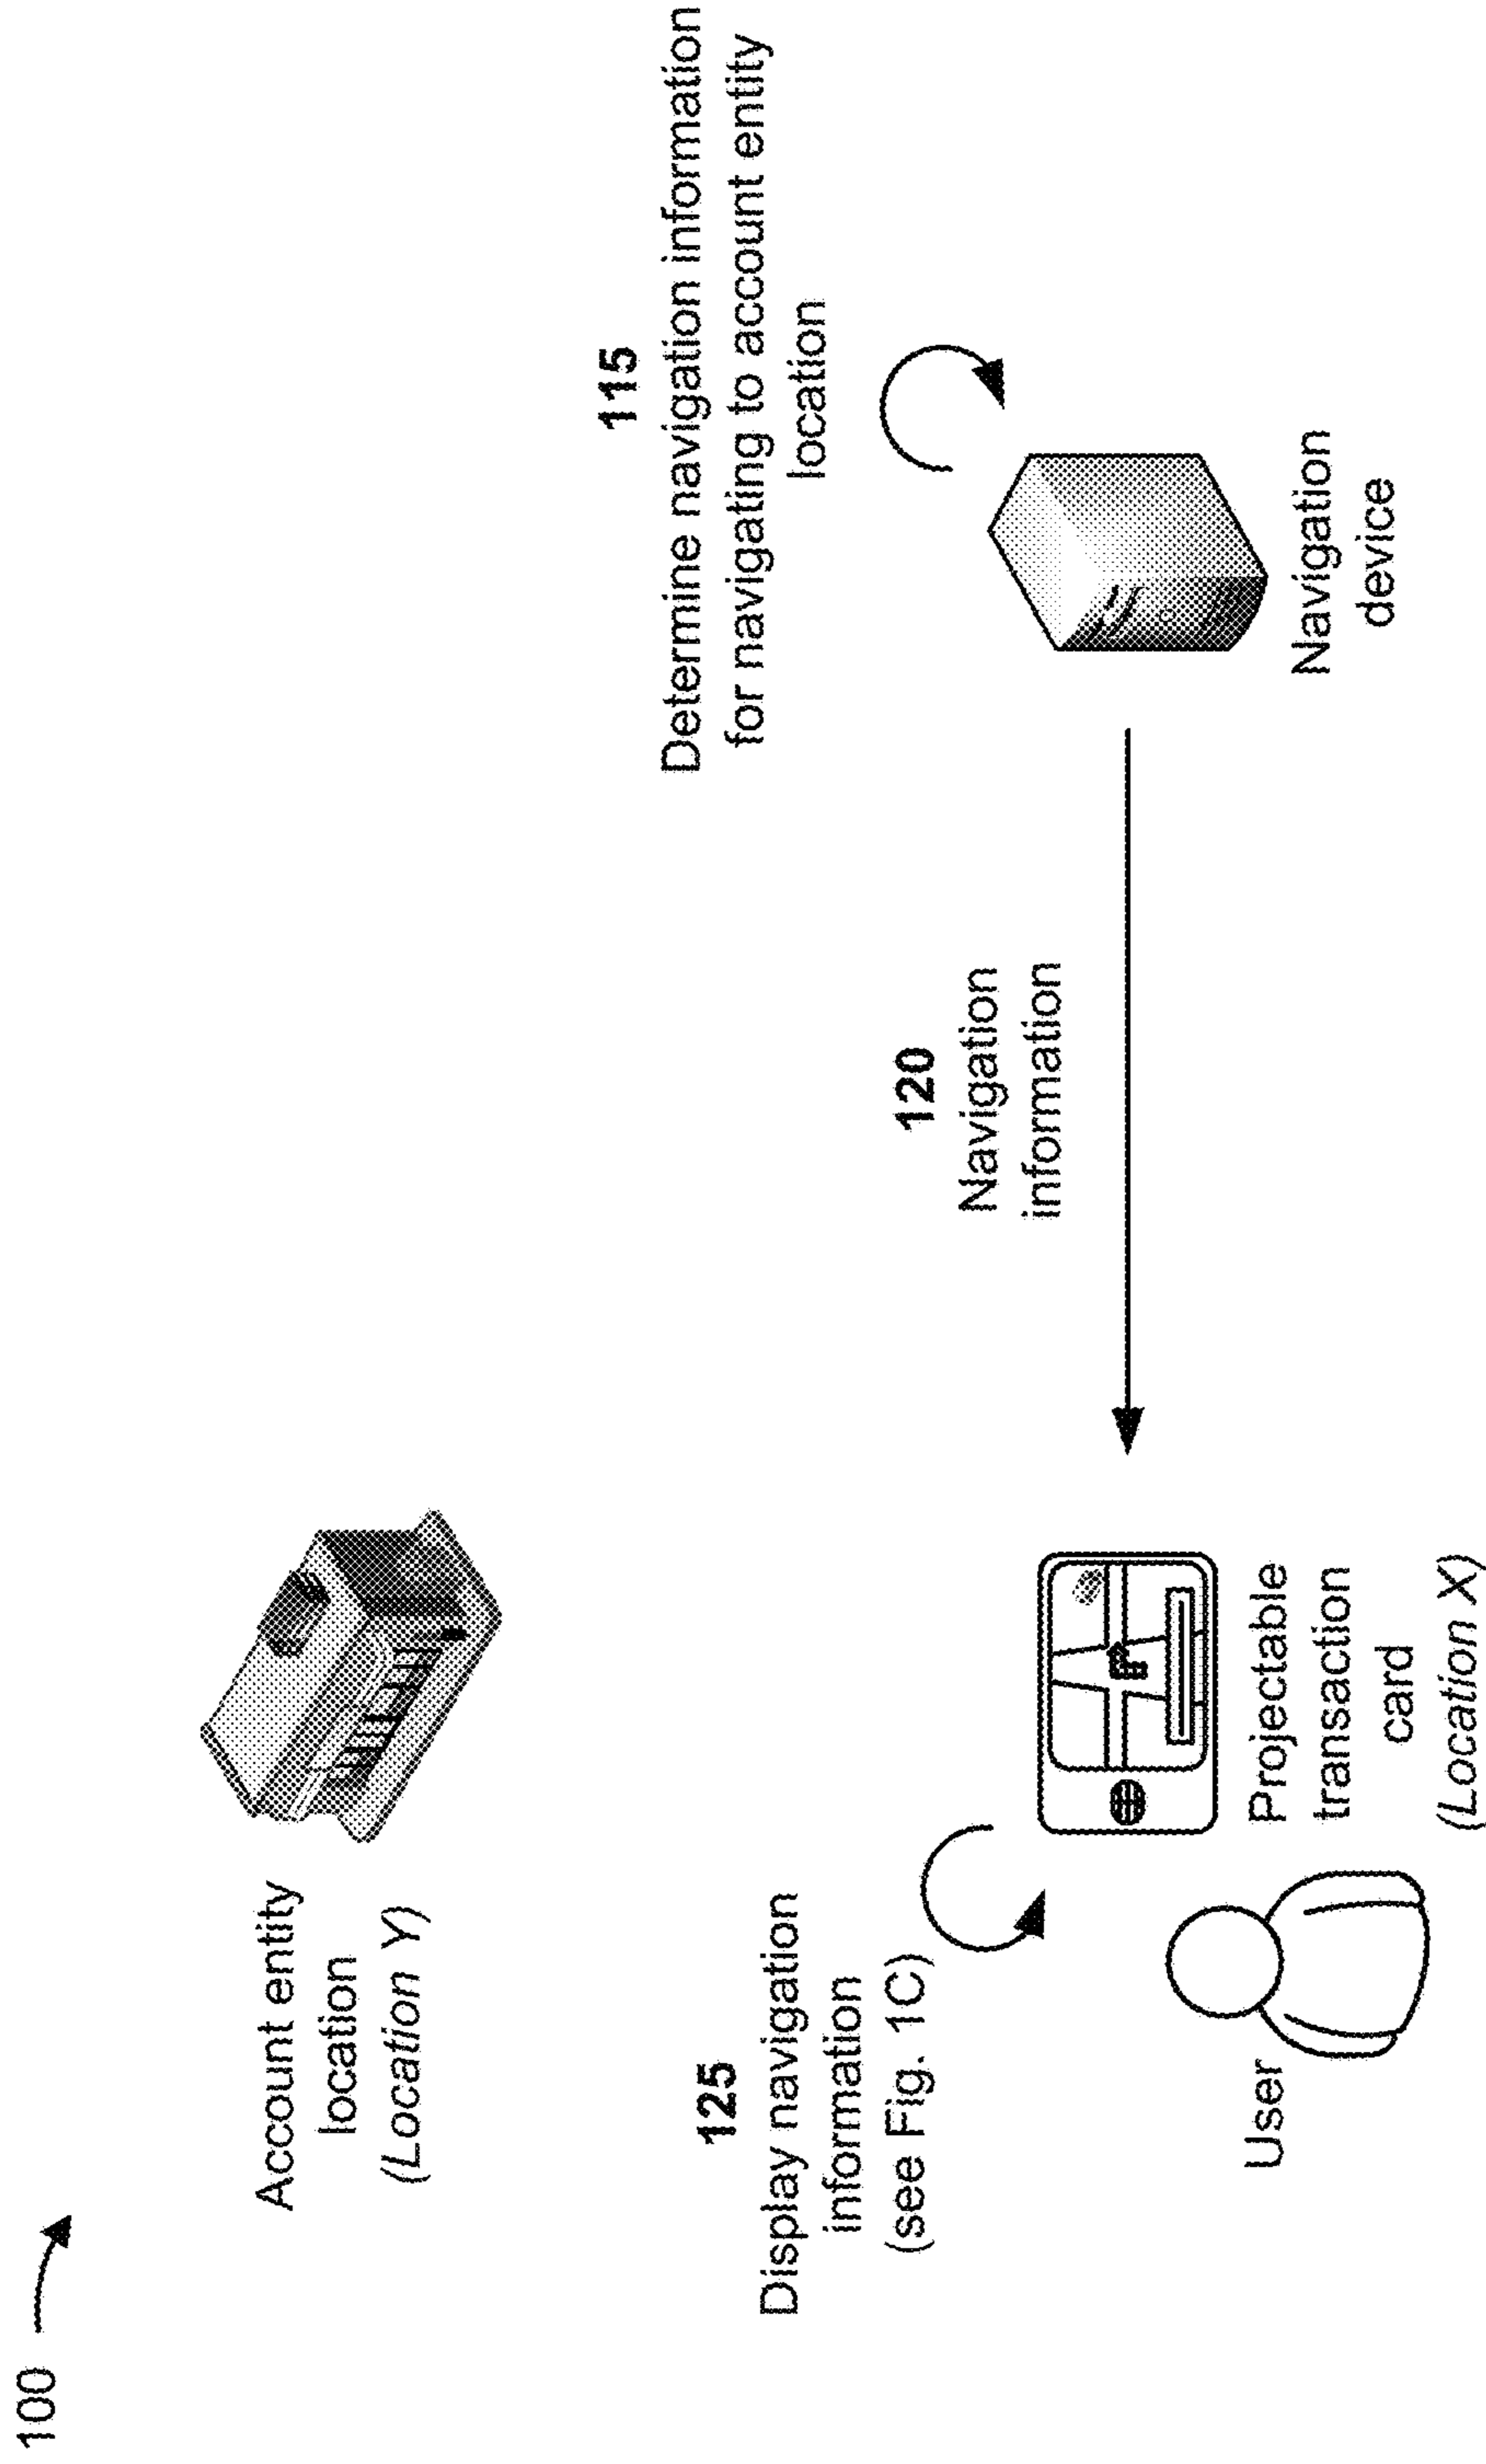 100
Account entity
location
(Location Y)
125
Display navigation
information
(see Fig. 1C)
User
Projectable
transaction
card
(Location X)
120
Navigation
information
115
Determine navigation information
for navigating to account entity
location
Navigation
device